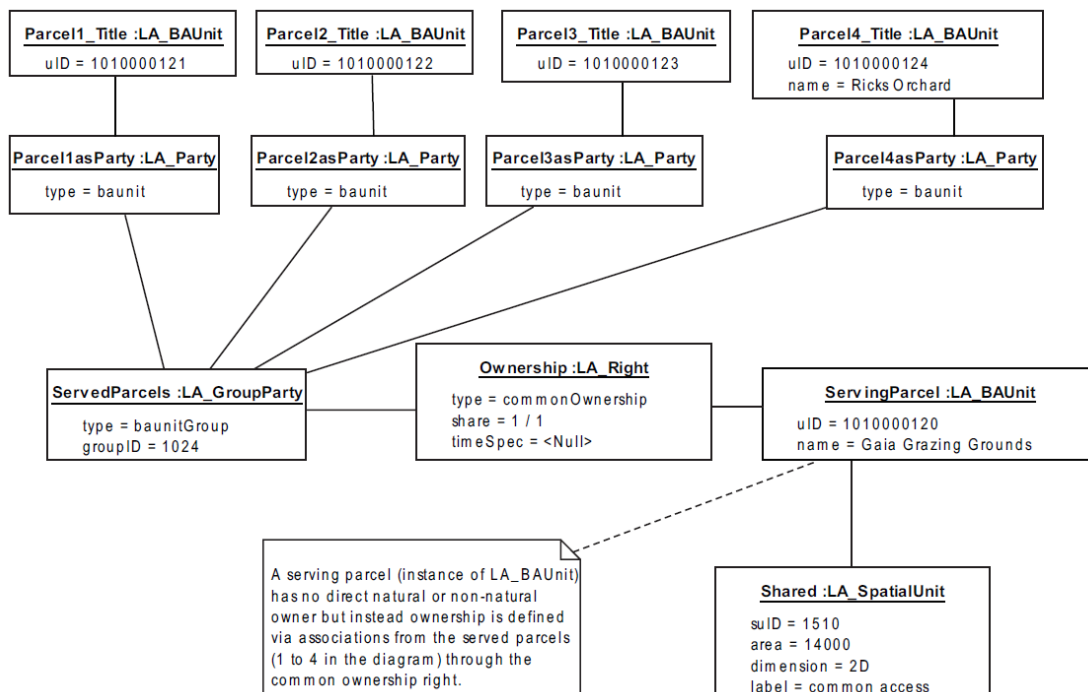 Parcel1_Title :LA_BAUnit
uID = 1010000121
Parcel2_Title :LA_BAUnit
uID = 1010000122
Parcel3_Title :LA_BAUnit
uID = 1010000123
Parcel4_Title :LA_BAUnit
uID = 1010000124
name = Ricks Orchard
Parcel1asParty :LA_Party
type = baunit
Parcel2asParty :LA_Party
type = baunit
Parcel3asParty :LA_Party
type = baunit
Parcel4asParty :LA_Party
type = baunit
ServedParcels :LA_GroupParty
type = baunitGroup
groupID = 1024
Ownership :LA_Right
type = commonOwnership
share = 1 / 1
timeSpec = <Null>
ServingParcel :LA_BAUnit
uID = 1010000120
name = Gaia Grazing Grounds
A serving parcel (instance of LA_BAUnit)
has no direct natural or non-natural
owner but instead ownership is defined
via associations from the served parcels
(1 to 4 in the diagram) through the
common ownership right.
Shared :LA_SpatialUnit
suID = 1510
area = 14000
dimension = 2D
label = common access